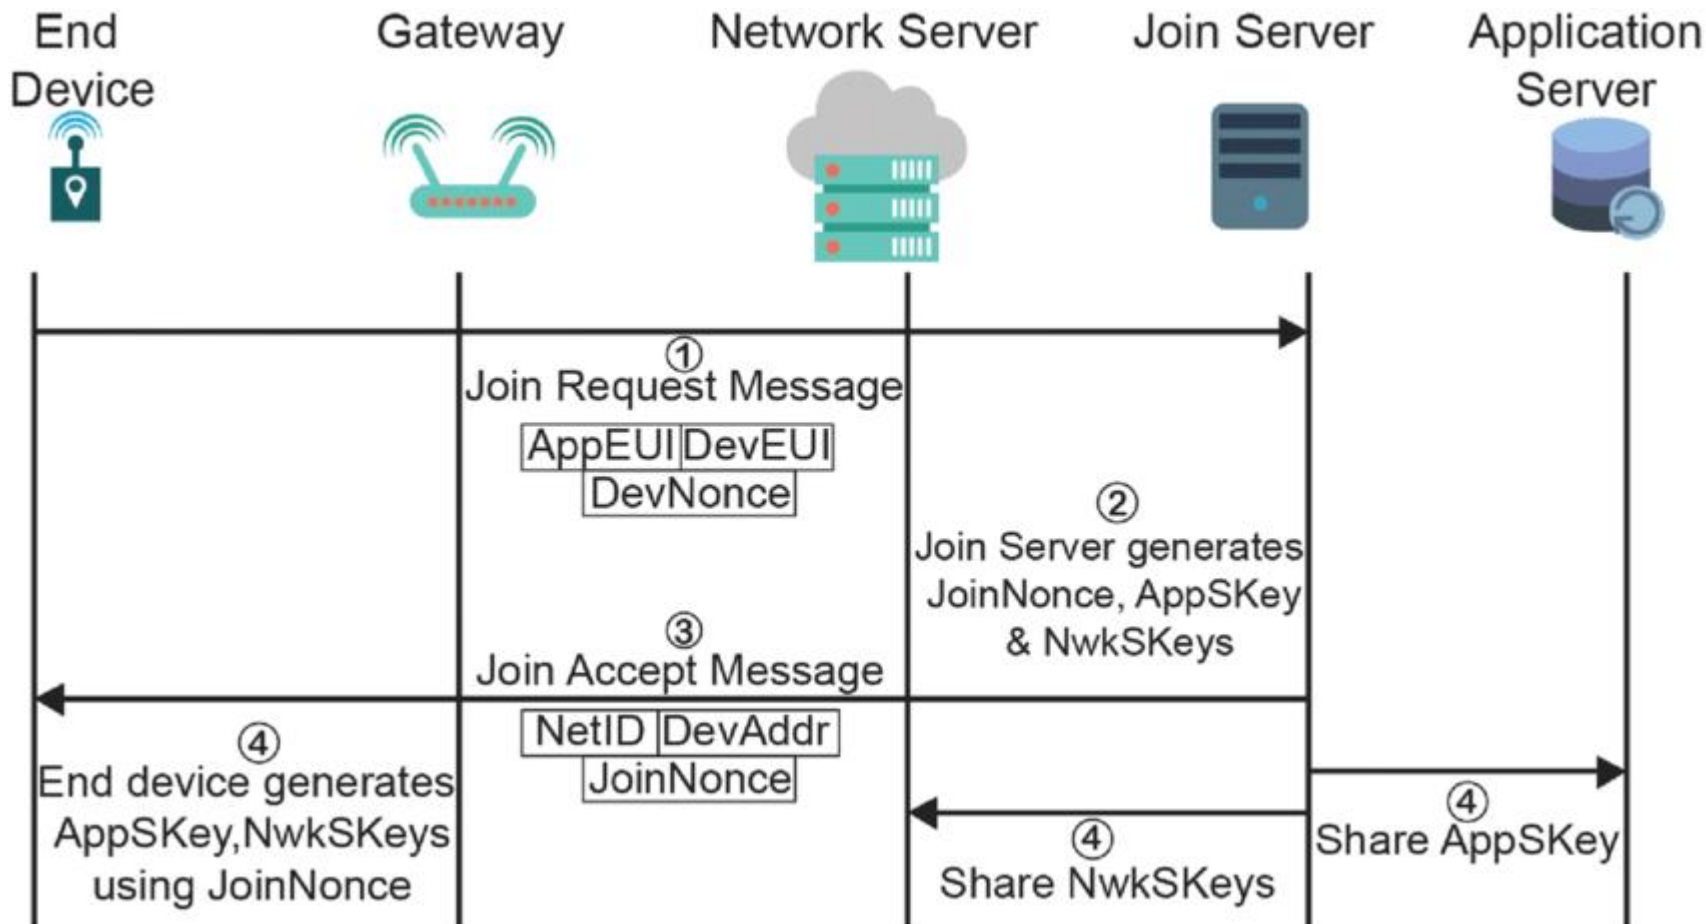 End
Device
Gateway
Network Server
Join Server
Application
Server
①
Join Request Message
AppEUI DevEUI
DevNonce
②
Join Server generates
JoinNonce, AppSKey
& NwkSKeys
③
Join Accept Message
NetID DevAddr
JoinNonce
④
End device generates
AppSKey,NwkSKeys
using JoinNonce
④
Share NwkSKeys
④
Share AppSKey